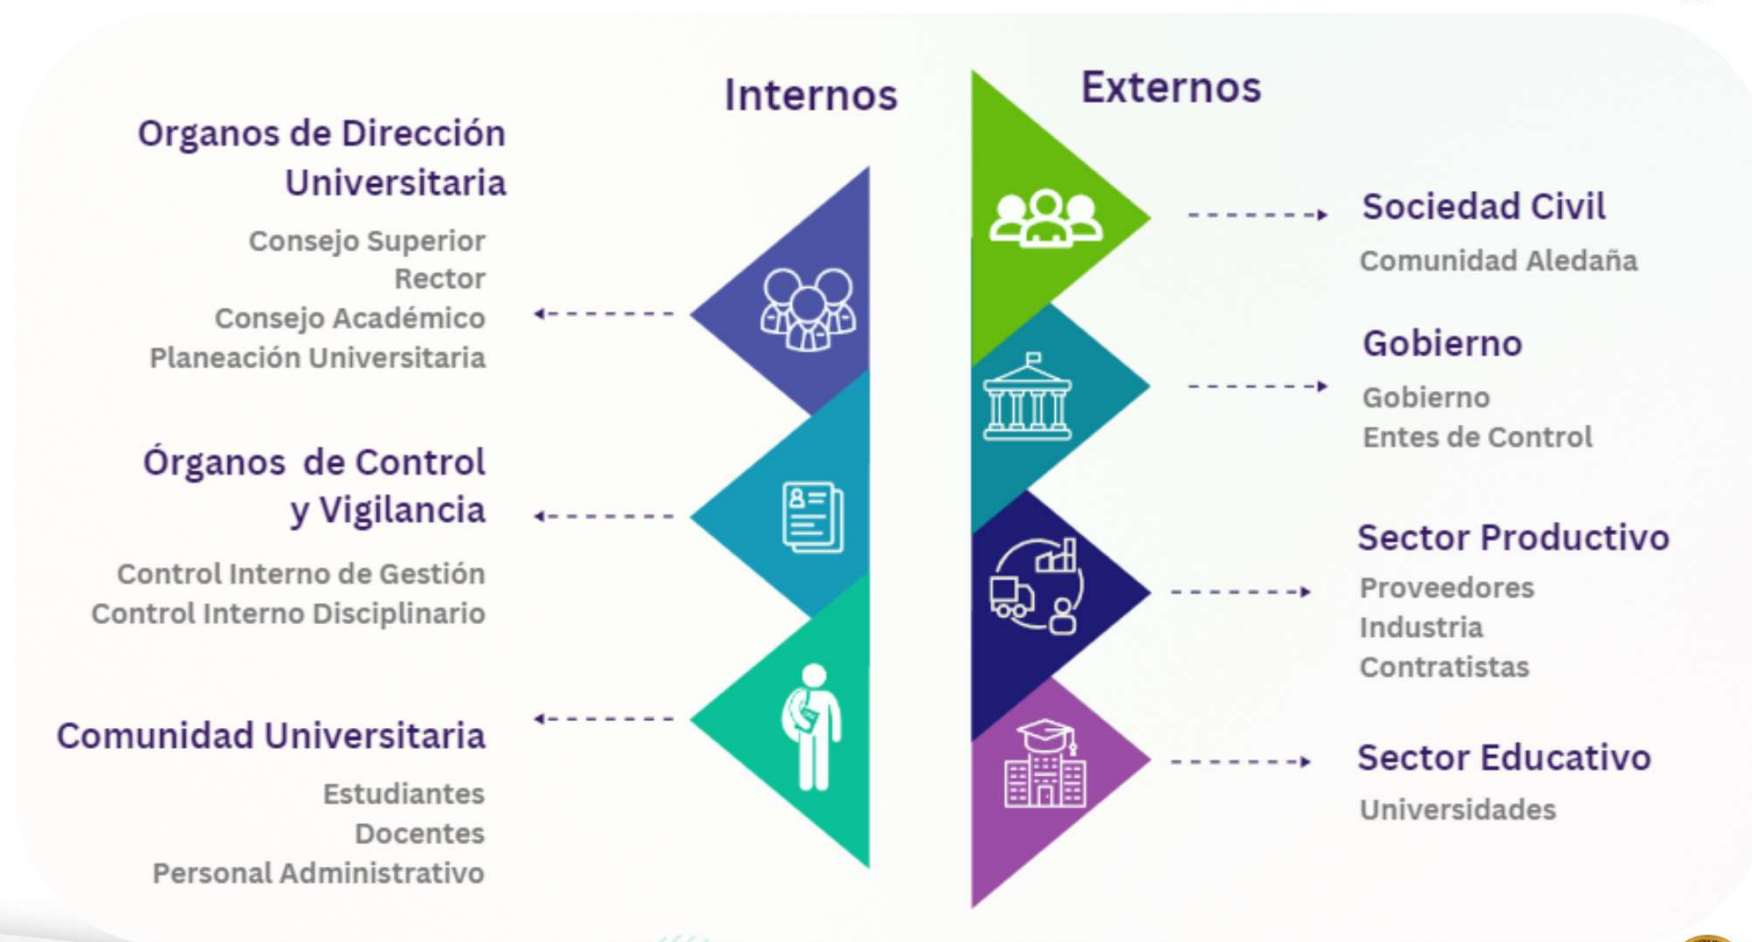 Internos
Organos de Dirección
Universitaria
Consejo Superior
Rector
Consejo Académico
Planeación Universitaria
Órganos de Control
y Vigilancia
Control Interno de Gestión
Control Interno Disciplinario
Comunidad Universitaria
Estudiantes
Docentes
Personal Administrativo
Externos
Sociedad Civil
Comunidad Aledaña
Gobierno
Gobierno
Entes de Control
Sector Productivo
Proveedores
Industria
Contratistas
Sector Educativo
Universidades